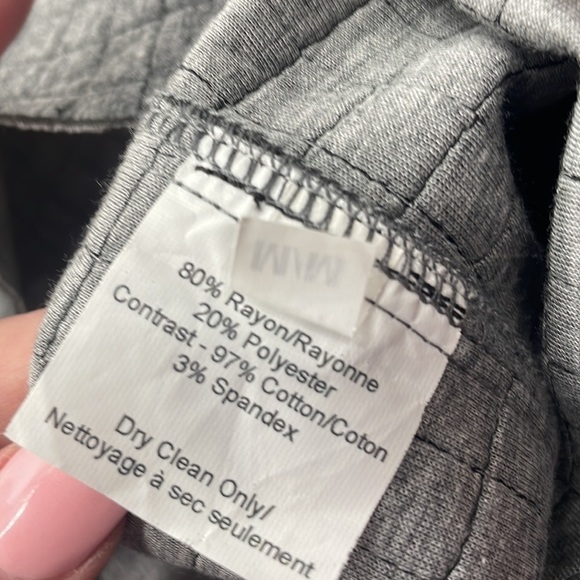 M/M
80% Rayon/Rayonne
20% Polyester
Contrast - 97% Cotton/Coton
3% Spandex
Dry Clean Only/
Nettoyage à sec seulement